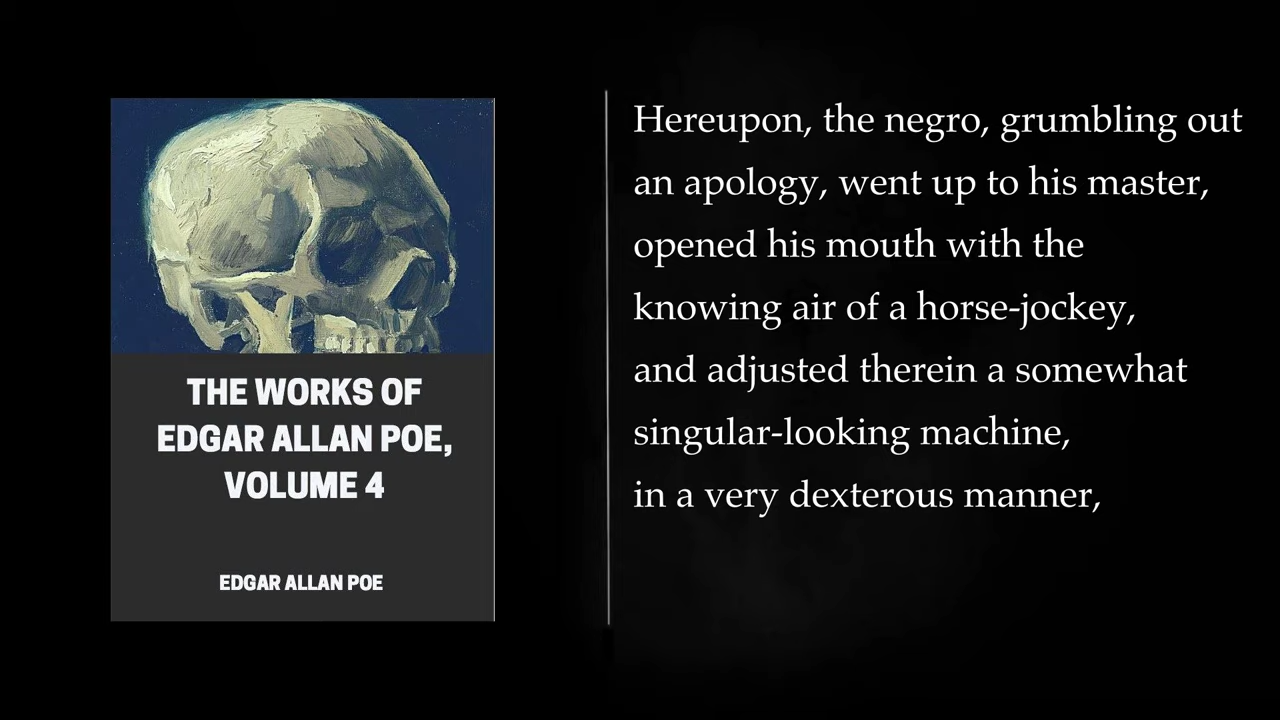 THE WORKS OF
EDGAR ALLAN POE,
VOLUME 4
EDGAR ALLAN POE
Hereupon, the negro, grumbling out
an apology, went up to his master,
opened his mouth with the
knowing air of a horse-jockey,
and adjusted therein a somewhat
singular-looking machine,
in a very dexterous manner,